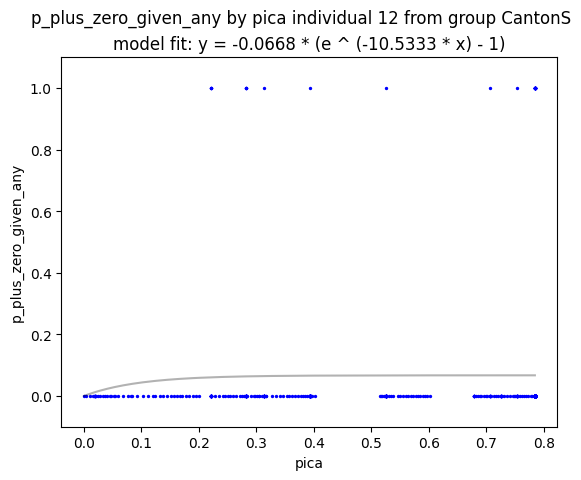 p_plus_zero_given_any by pica individual 12 from group CantonS
model fit: y = -0.0668 * (e ^ (-10.5333 * x) - 1)
1.0
0.8
0.6
0.4
0.2
0.0
p_plus_zero_given_any
0.0 0.1 0.2 0.3 0.4 0.5 0.6 0.7 0.8
pica